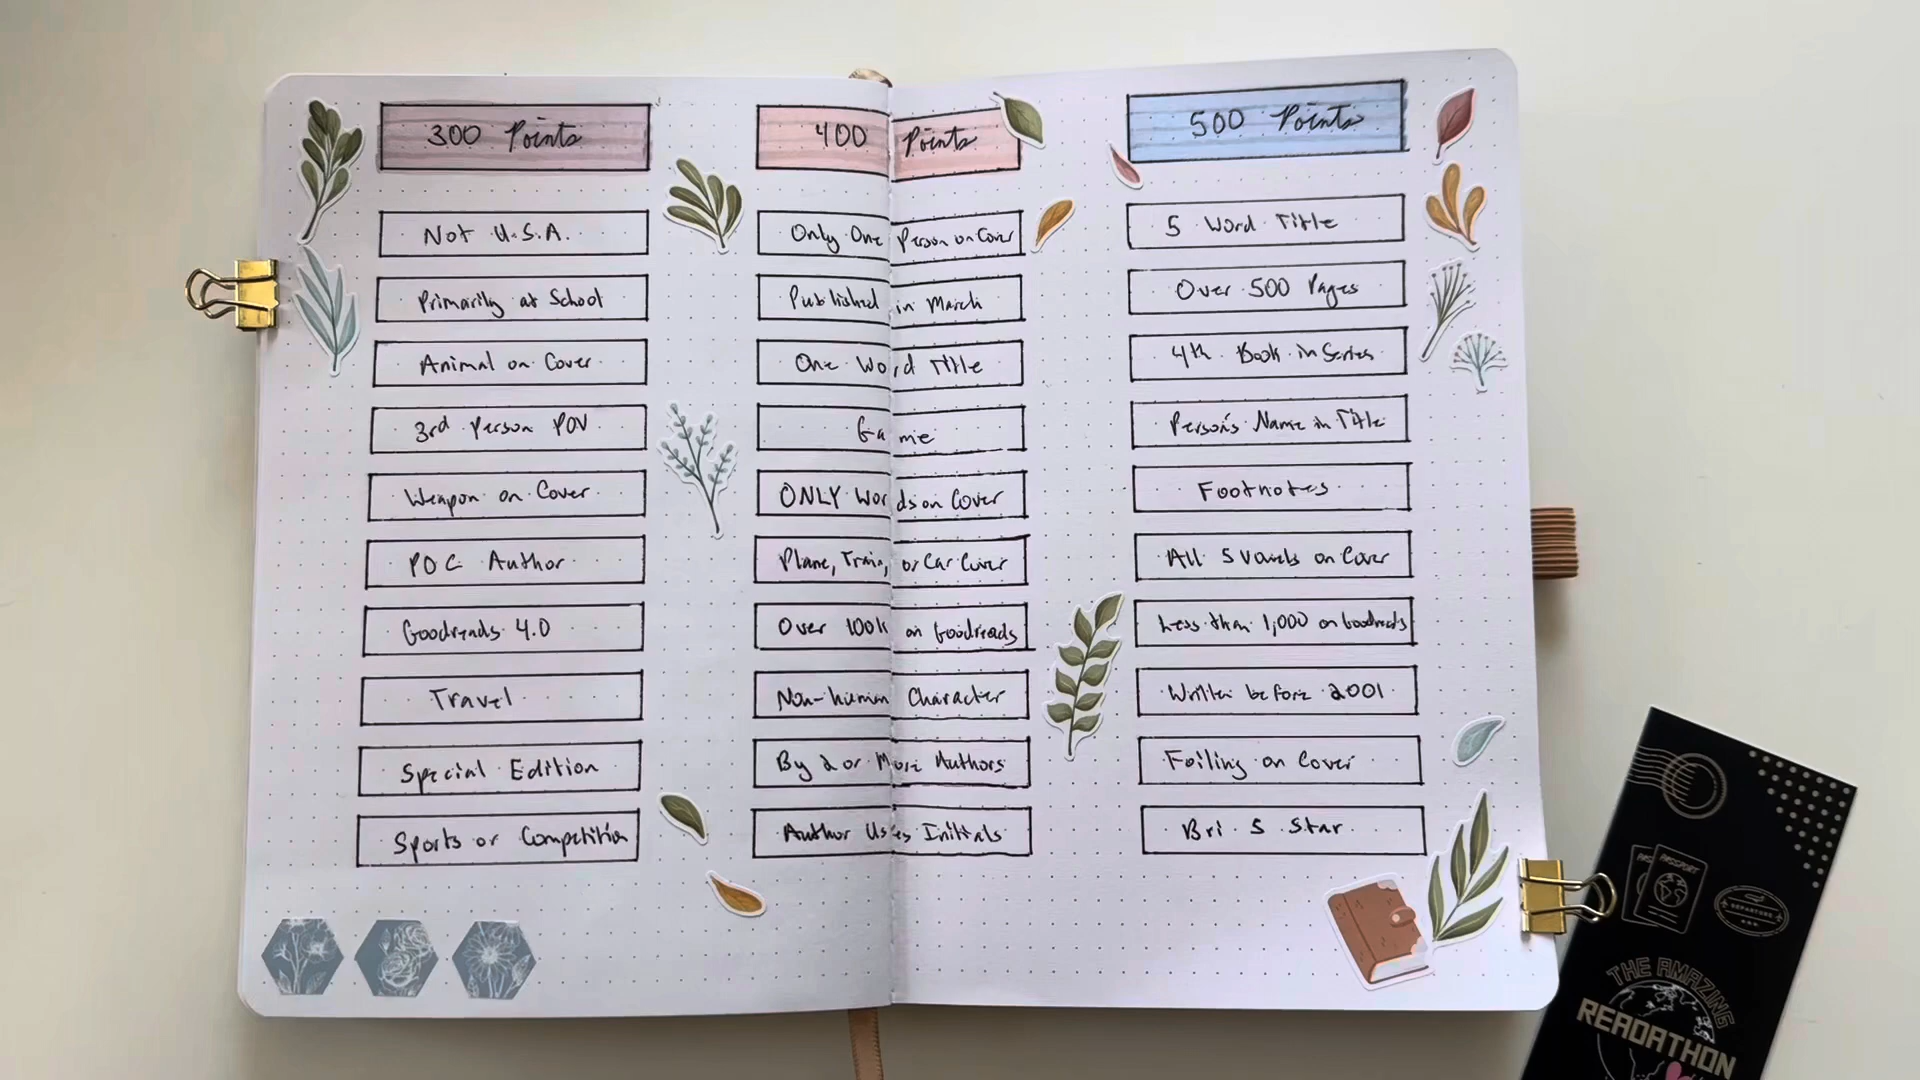 300 Points
Not U.S.A.
Primarily at School
Animal on Cover
3rd Person POV
Weapon on Cover
POC Author
Goodreads 4.0
Travel
Special Edition
Sports or Competition
400 Points
Only One Person on Cover
Published in March
One Word Title
Game
ONLY Words on Cover
Plane, Train, or Car Cover
Over 100k on Goodreads
Non-human Character
By 2 or More Authors
Author Uses Initials
500 Points
5 Word Title
Over 500 Pages
4th Book in Series
Person's Name in Title
Footnotes
All 5 Vowels on Cover
Less than 1,000 on Goodreads
Written before 2001
Foiling on Cover
Bri 5 Star
PASSPORT
DEPARTURE
THE AMAZING
READATHON